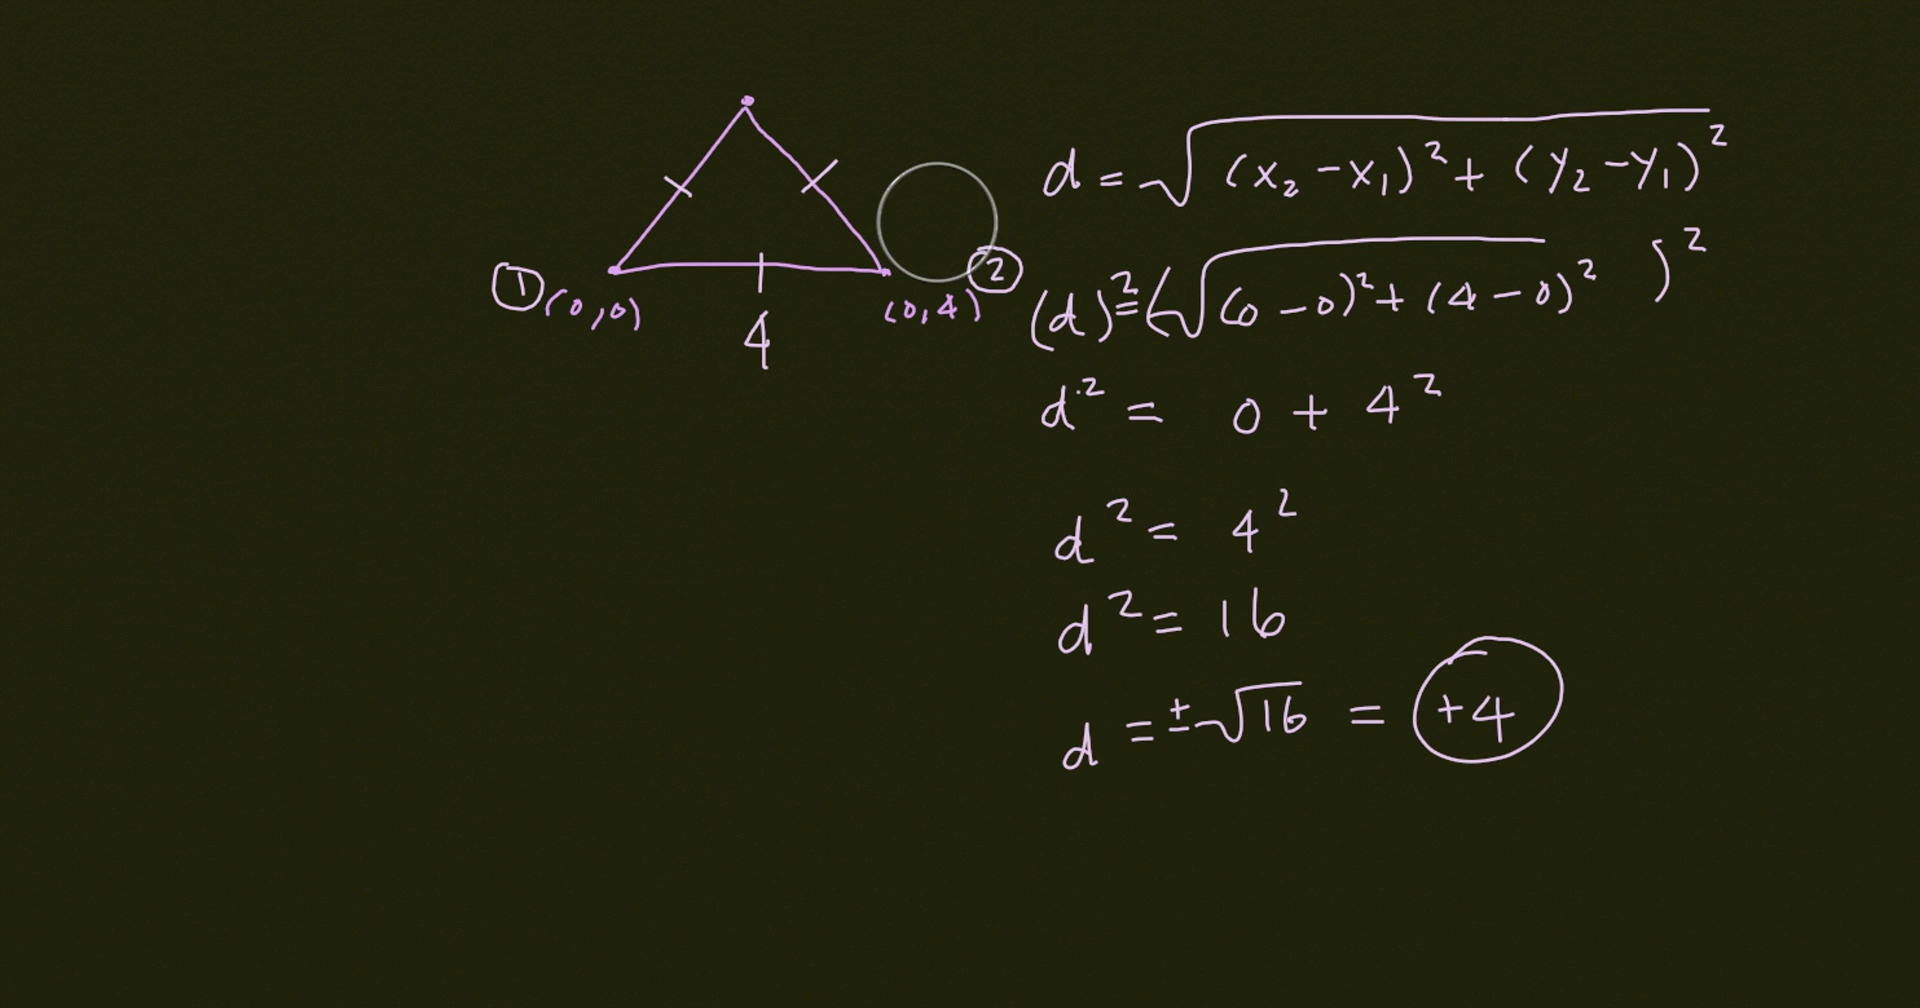 ① (0,0)
4
(0,4) ②
d = √(x₂ - x₁)² + (y₂ - y₁)²
(d)² = (√(0 - 0)² + (4 - 0)² )²
d² = 0 + 4²
d² = 4²
d² = 16
d = ±√16 = +4